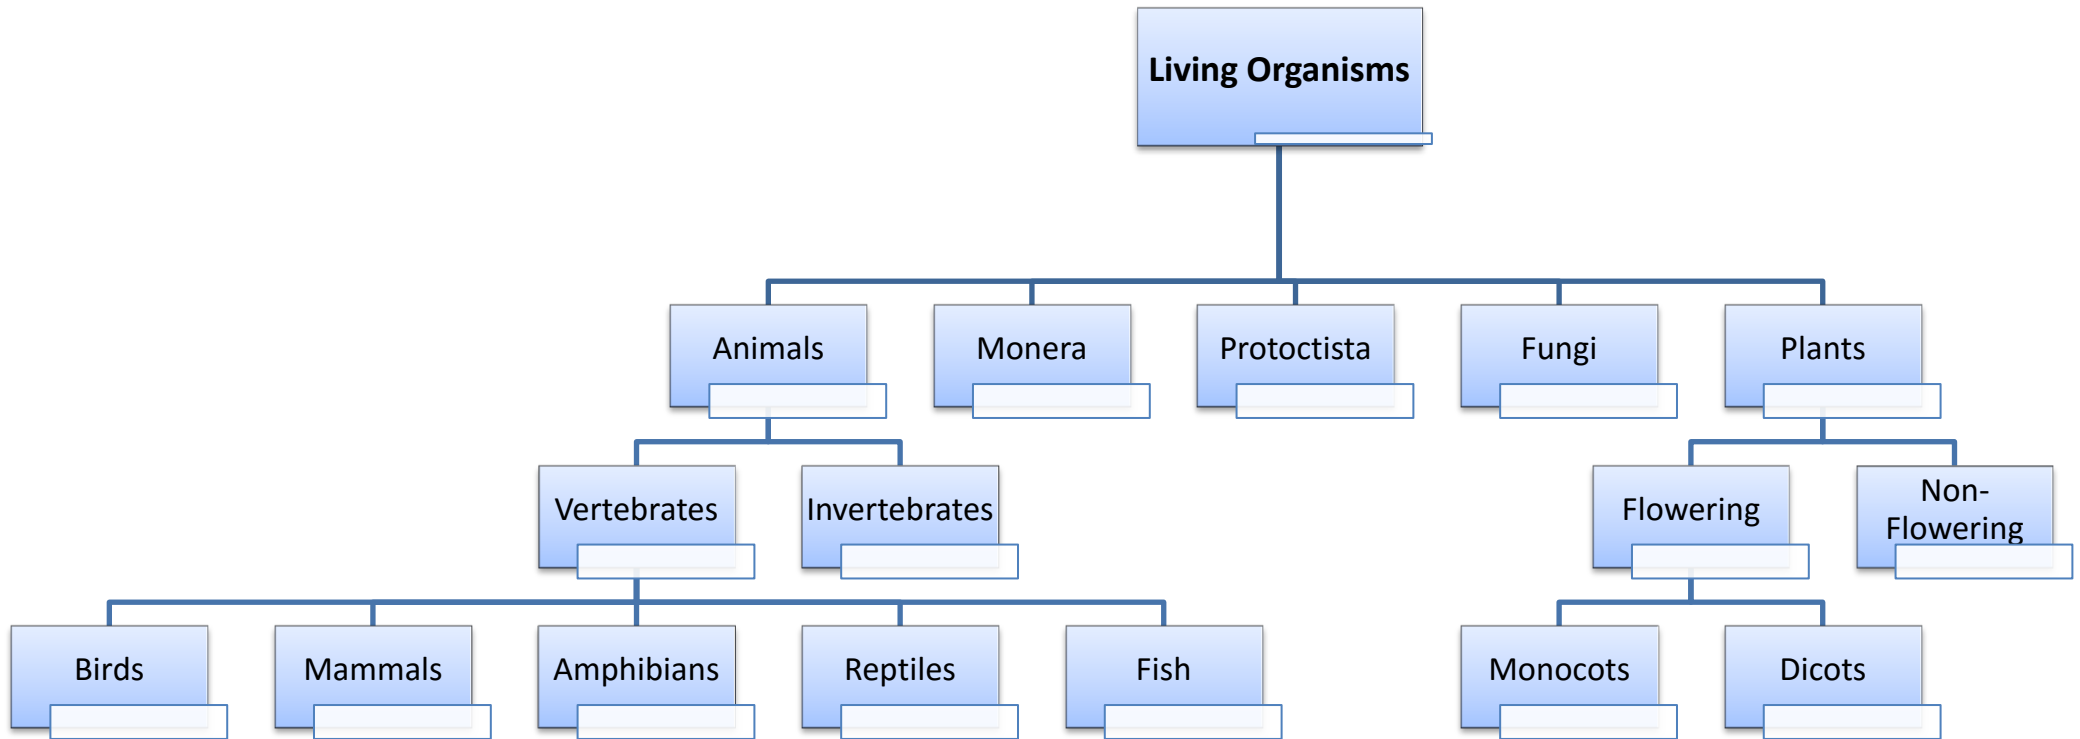 Living Organisms
Animals
Monera
Protoctista
Fungi
Plants
Vertebrates
Invertebrates
Flowering
Non-
Flowering
Birds
Mammals
Amphibians
Reptiles
Fish
Monocots
Dicots